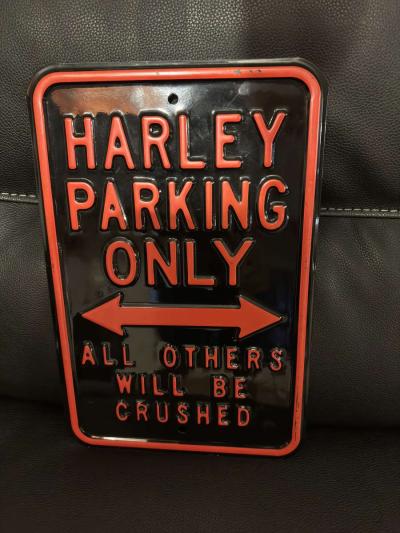 HARLEY
PARKING
ONLY
ALL OTHERS
WILL BE
CRUSHED